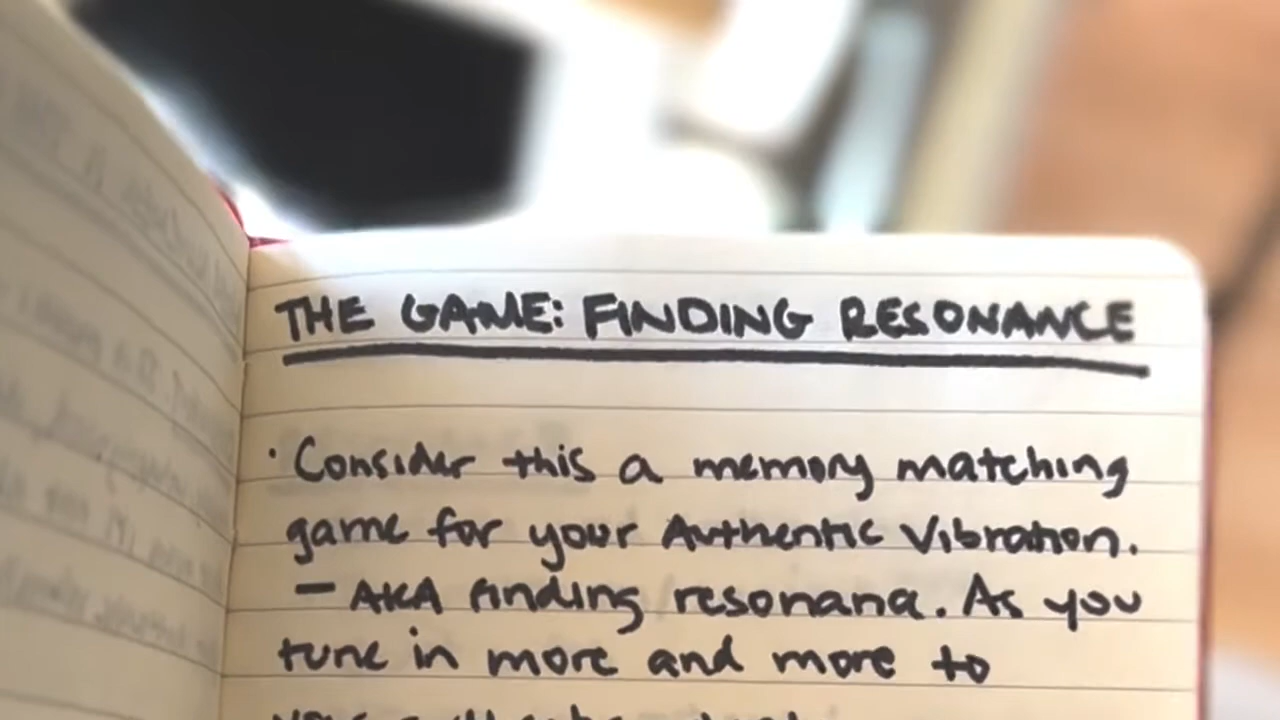 THE GAME: FINDING RESONANCE
· Consider this a memory matching
game for your Authentic Vibration.
— AKA finding resonance. As you
tune in more and more to